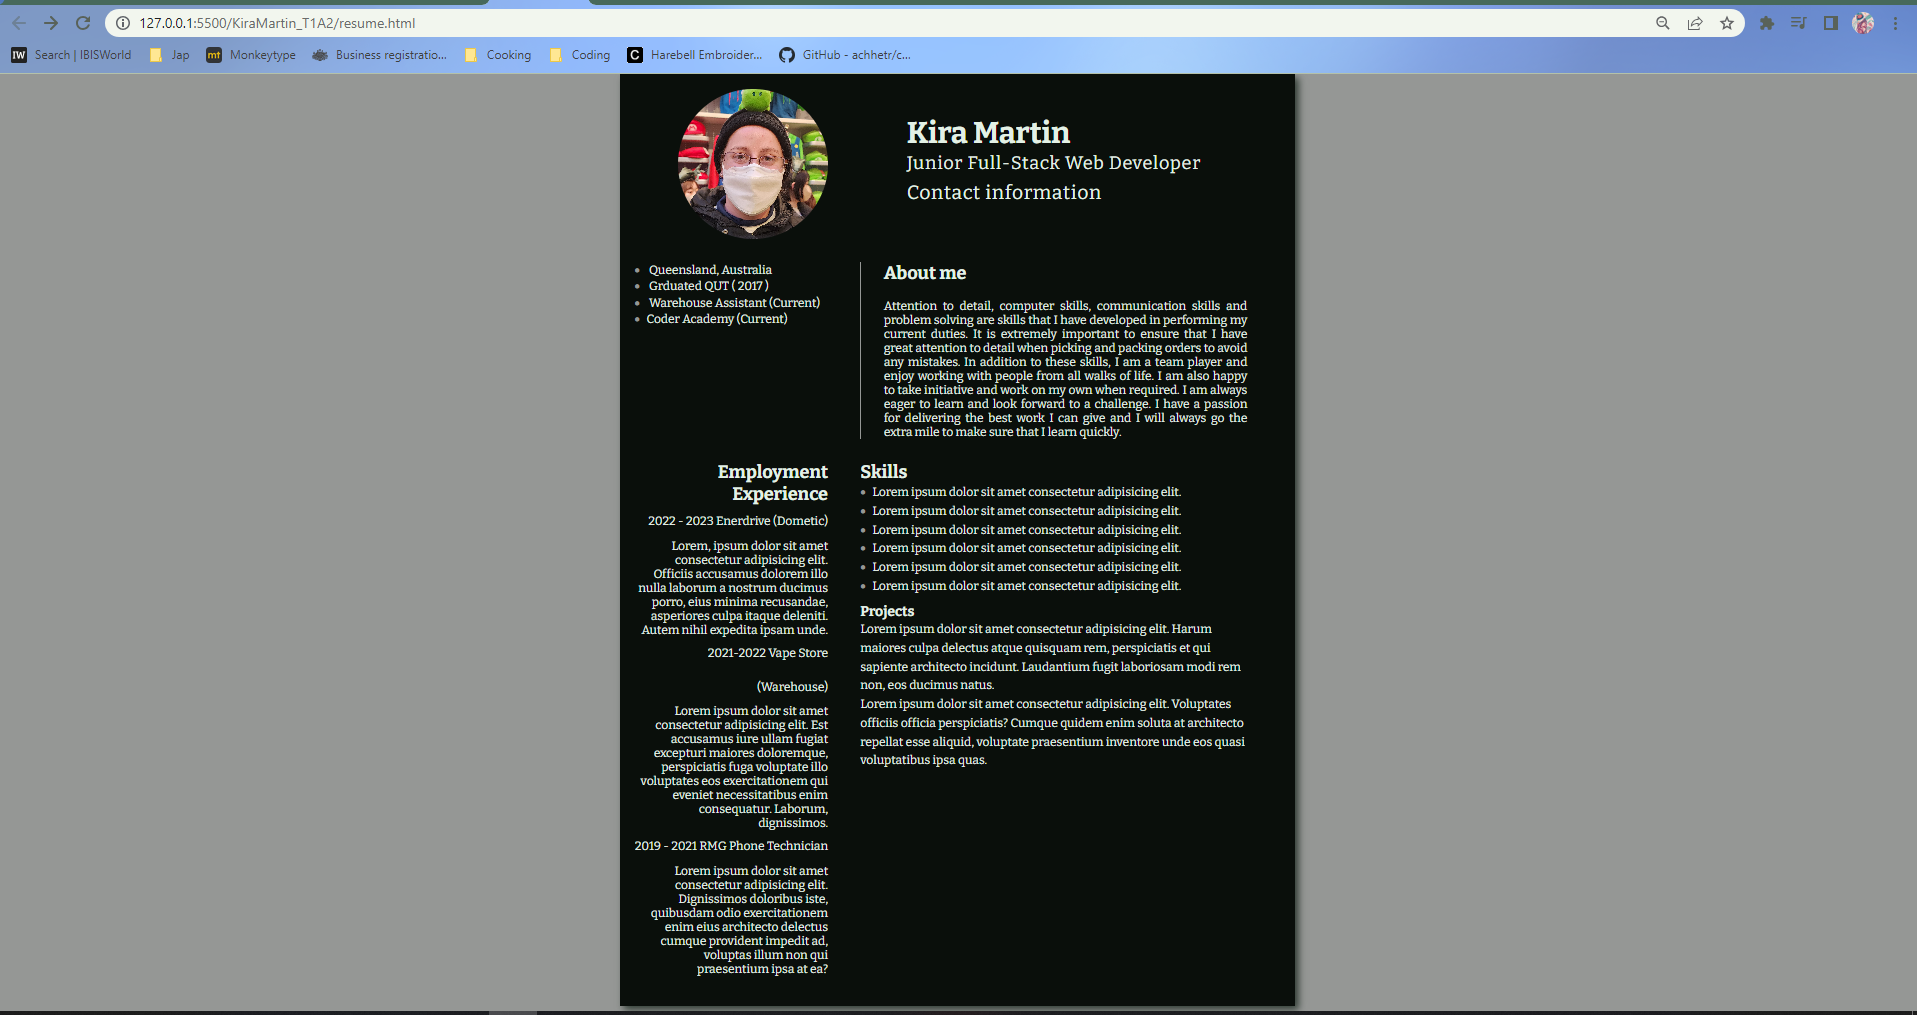 127.0.0.1:5500/KiraMartin_T1A2/resume.html
IW Search | IBISWorld Jap mt Monkeytype Business registratio... Cooking Coding C Harebell Embroider... GitHub - achhetr/c...
Kira Martin
Junior Full-Stack Web Developer
Contact information
Queensland, Australia
Grduated QUT ( 2017 )
Warehouse Assistant (Current)
Coder Academy (Current)
About me
Attention to detail, computer skills, communication skills and
problem solving are skills that I have developed in performing my
current duties. It is extremely important to ensure that I have
great attention to detail when picking and packing orders to avoid
any mistakes. In addition to these skills, I am a team player and
enjoy working with people from all walks of life. I am also happy
to take initiative and work on my own when required. I am always
eager to learn and look forward to a challenge. I have a passion
for delivering the best work I can give and I will always go the
extra mile to make sure that I learn quickly.
Employment
Experience
2022 - 2023 Enerdrive (Dometic)
Lorem, ipsum dolor sit amet
consectetur adipisicing elit.
Officiis accusamus dolorem illo
nulla laborum a nostrum ducimus
porro, eius minima recusandae,
asperiores culpa itaque deleniti.
Autem nihil expedita ipsam unde.
2021-2022 Vape Store
(Warehouse)
Lorem ipsum dolor sit amet
consectetur adipisicing elit. Est
accusamus iure ullam fugiat
excepturi maiores doloremque,
perspiciatis fuga voluptate illo
voluptates eos exercitationem qui
eveniet necessitatibus enim
consequatur. Laborum,
dignissimos.
2019 - 2021 RMG Phone Technician
Lorem ipsum dolor sit amet
consectetur adipisicing elit.
Dignissimos doloribus iste,
quibusdam odio exercitationem
enim eius architecto delectus
cumque provident impedit ad,
voluptas illum non qui
praesentium ipsa at ea?
Skills
Lorem ipsum dolor sit amet consectetur adipisicing elit.
Lorem ipsum dolor sit amet consectetur adipisicing elit.
Lorem ipsum dolor sit amet consectetur adipisicing elit.
Lorem ipsum dolor sit amet consectetur adipisicing elit.
Lorem ipsum dolor sit amet consectetur adipisicing elit.
Lorem ipsum dolor sit amet consectetur adipisicing elit.
Projects
Lorem ipsum dolor sit amet consectetur adipisicing elit. Harum
maiores culpa delectus atque quisquam rem, perspiciatis et qui
sapiente architecto incidunt. Laudantium fugit laboriosam modi rem
non, eos ducimus natus.
Lorem ipsum dolor sit amet consectetur adipisicing elit. Voluptates
officiis officia perspiciatis? Cumque quidem enim soluta at architecto
repellat esse aliquid, voluptate praesentium inventore unde eos quasi
voluptatibus ipsa quas.